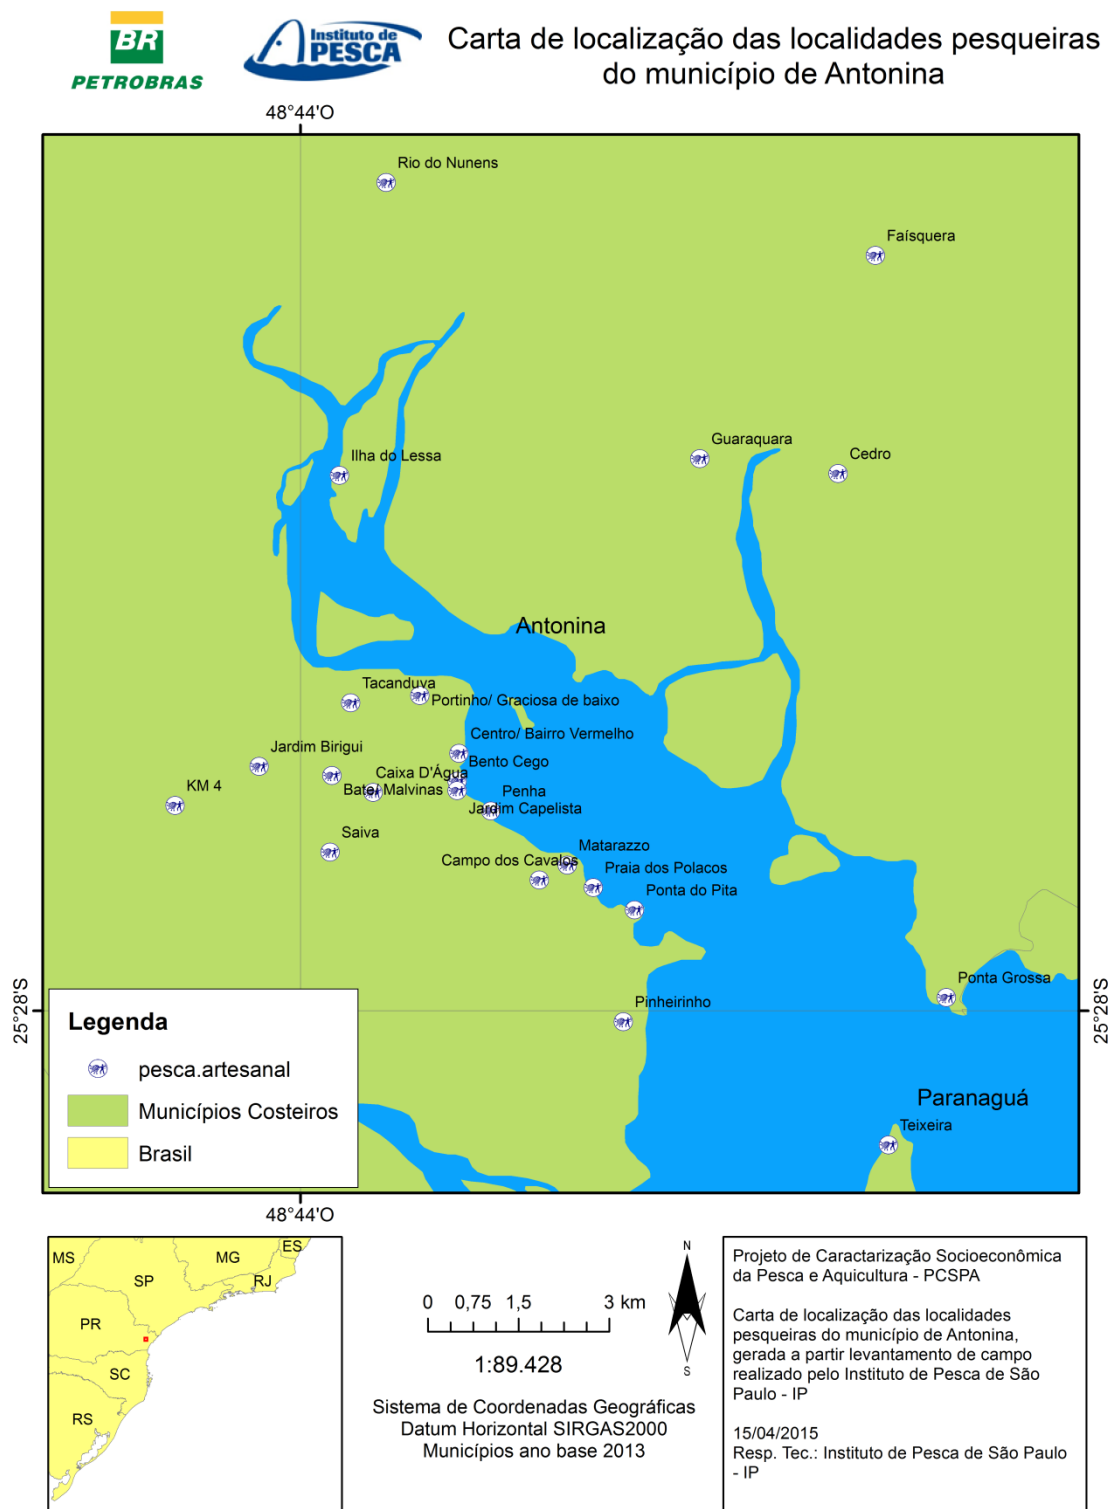 BR
PETROBRAS
Instituto de
PESCA
Carta de localização das localidades pesqueiras
do município de Antonina
48°44'O
Rio do Nunens
Faísquera
Guaraquara
Cedro
Ilha do Lessa
Antonina
Tacanduva
Portinho/ Graciosa de baixo
Centro/ Bairro Vermelho
Jardim Birigui
Bento Cego
Caixa D'Água
KM 4
Batel
Malvinas
Penha
Jardim Capelista
Saiva
Matarazzo
Campo dos Cavalos
Praia dos Polacos
Ponta do Pita
Ponta Grossa
25°28'S
25°28'S
Pinheirinho
Legenda
pesca.artesanal
Municípios Costeiros
Brasil
Paranaguá
Teixeira
48°44'O
MS
MG
ES
SP
RJ
PR
SC
RS
0 0,75 1,5 3 km
1:89.428
Sistema de Coordenadas Geográficas
Datum Horizontal SIRGAS2000
Municípios ano base 2013
N
S
Projeto de Caractarização Socioeconômica
da Pesca e Aquicultura - PCSPA
Carta de localização das localidades
pesqueiras do município de Antonina,
gerada a partir levantamento de campo
realizado pelo Instituto de Pesca de São
Paulo - IP
15/04/2015
Resp. Tec.: Instituto de Pesca de São Paulo
- IP